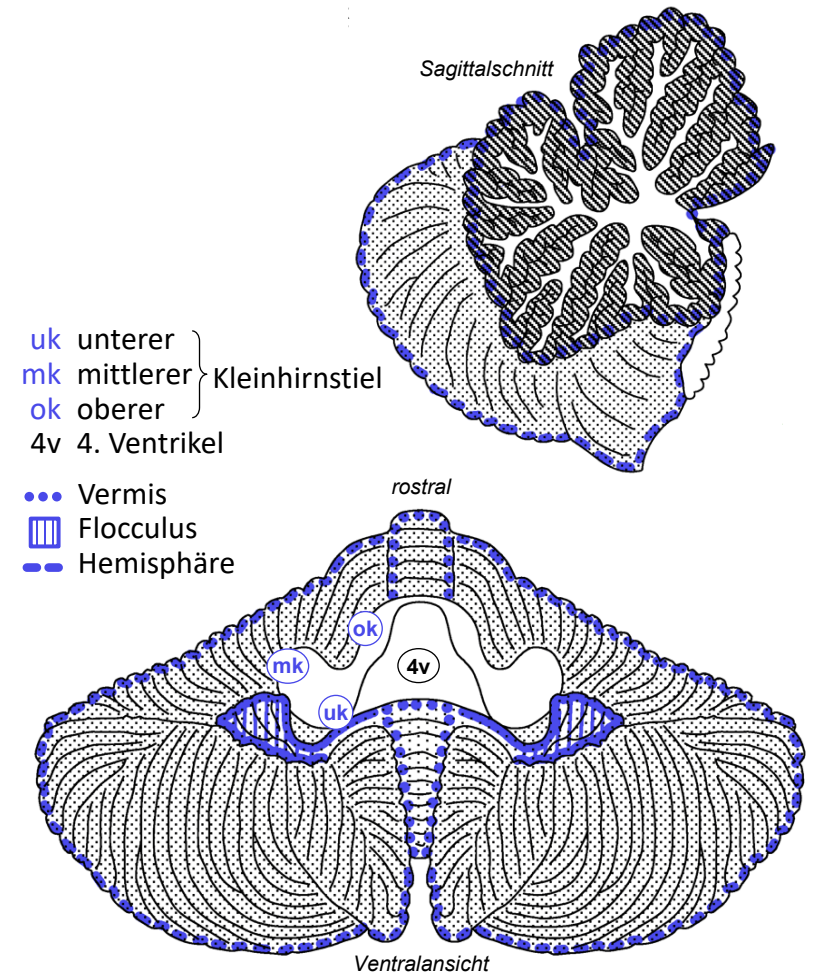 Sagittalschnitt
uk unterer
mk mittlerer
ok oberer
Kleinhirnstiel
4v 4. Ventrikel
Vermis
Flocculus
Hemisphäre
rostral
ok
mk
4v
uk
Ventralansicht